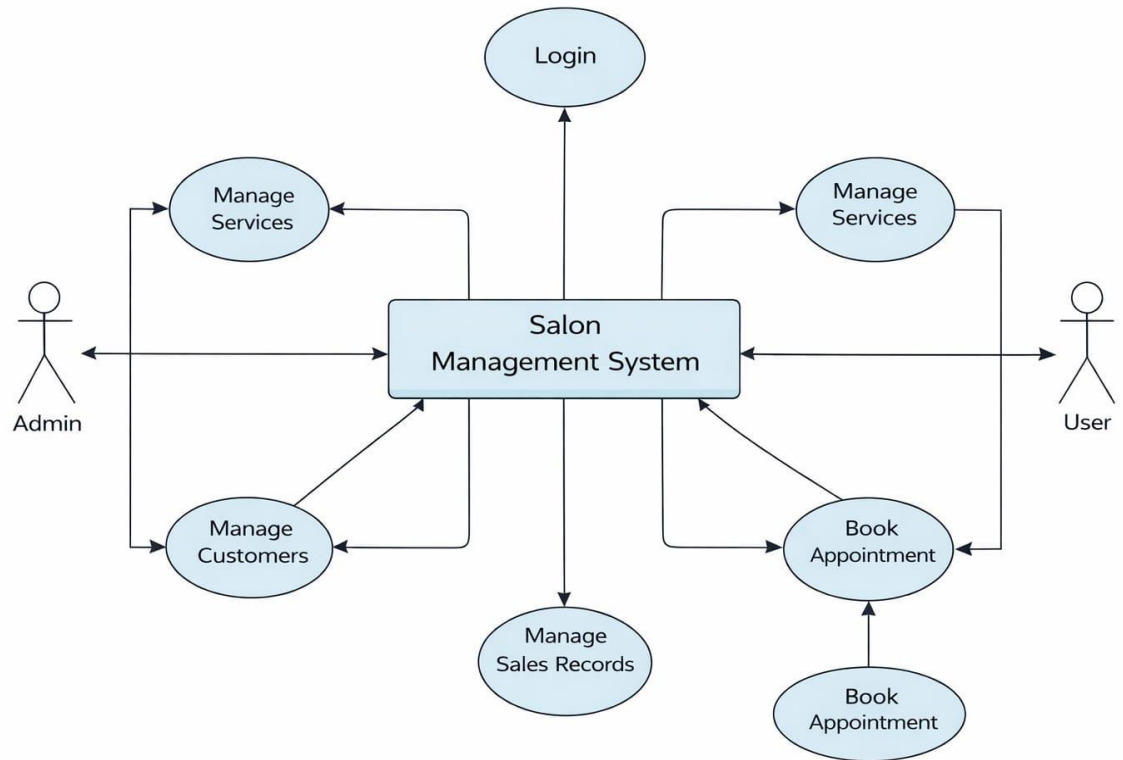 Login
Manage
Services
Manage
Services
Salon
Management System
Admin
User
Manage
Customers
Book
Appointment
Manage
Sales Records
Book
Appointment